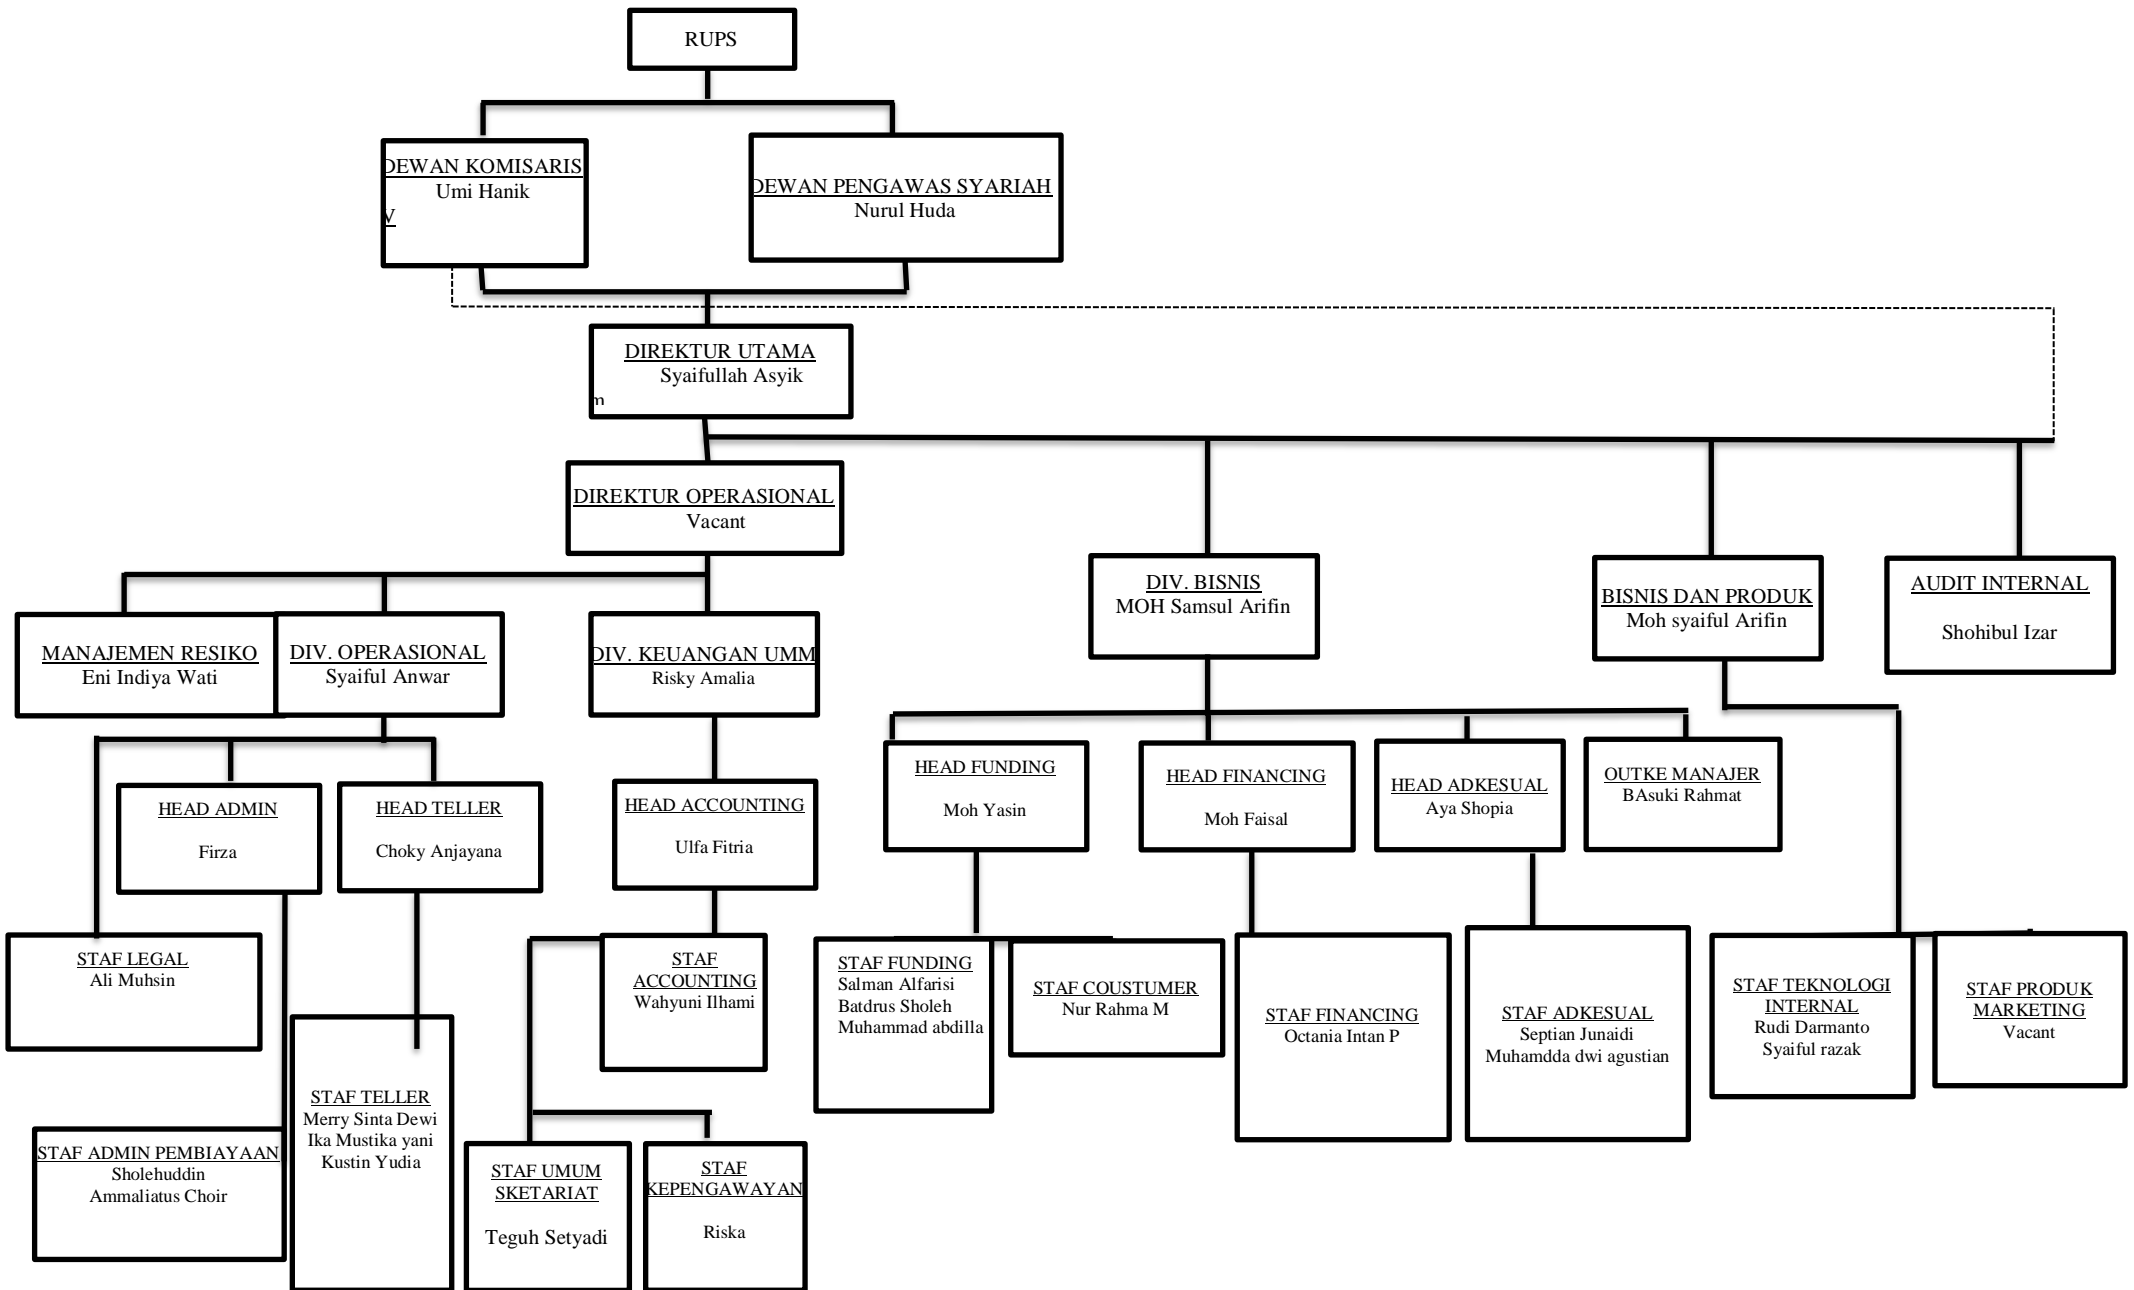 RUPS
DEWAN KOMISARIS
Umi Hanik
V
DEWAN PENGAWAS SYARIAH
Nurul Huda
DIREKTUR UTAMA
Syaifullah Asyik
m
DIREKTUR OPERASIONAL
Vacant
DIV. BISNIS
MOH Samsul Arifin
BISNIS DAN PRODUK
Moh syaiful Arifin
AUDIT INTERNAL
Shohibul Izar
MANAJEMEN RESIKO
Eni Indiya Wati
DIV. OPERASIONAL
Syaiful Anwar
DIV. KEUANGAN UMM
Risky Amalia
HEAD FUNDING
Moh Yasin
HEAD FINANCING
Moh Faisal
HEAD ADKESUAL
Aya Shopia
OUTKE MANAJER
BAsuki Rahmat
HEAD ADMIN
Firza
HEAD TELLER
Choky Anjayana
HEAD ACCOUNTING
Ulfa Fitria
STAF LEGAL
Ali Muhsin
STAF
ACCOUNTING
Wahyuni Ilhami
STAF FUNDING
Salman Alfarisi
Batdrus Sholeh
Muhammad abdilla
STAF COUSTUMER
Nur Rahma M
STAF FINANCING
Octania Intan P
STAF ADKESUAL
Septian Junaidi
Muhamdda dwi agustian
STAF TEKNOLOGI
INTERNAL
Rudi Darmanto
Syaiful razak
STAF PRODUK
MARKETING
Vacant
STAF TELLER
Merry Sinta Dewi
Ika Mustika yani
Kustin Yudia
STAF ADMIN PEMBIAYAAN
Sholehuddin
Ammaliatus Choir
STAF UMUM
SKETARIAT
Teguh Setyadi
STAF
KEPENGAWAYAN
Riska